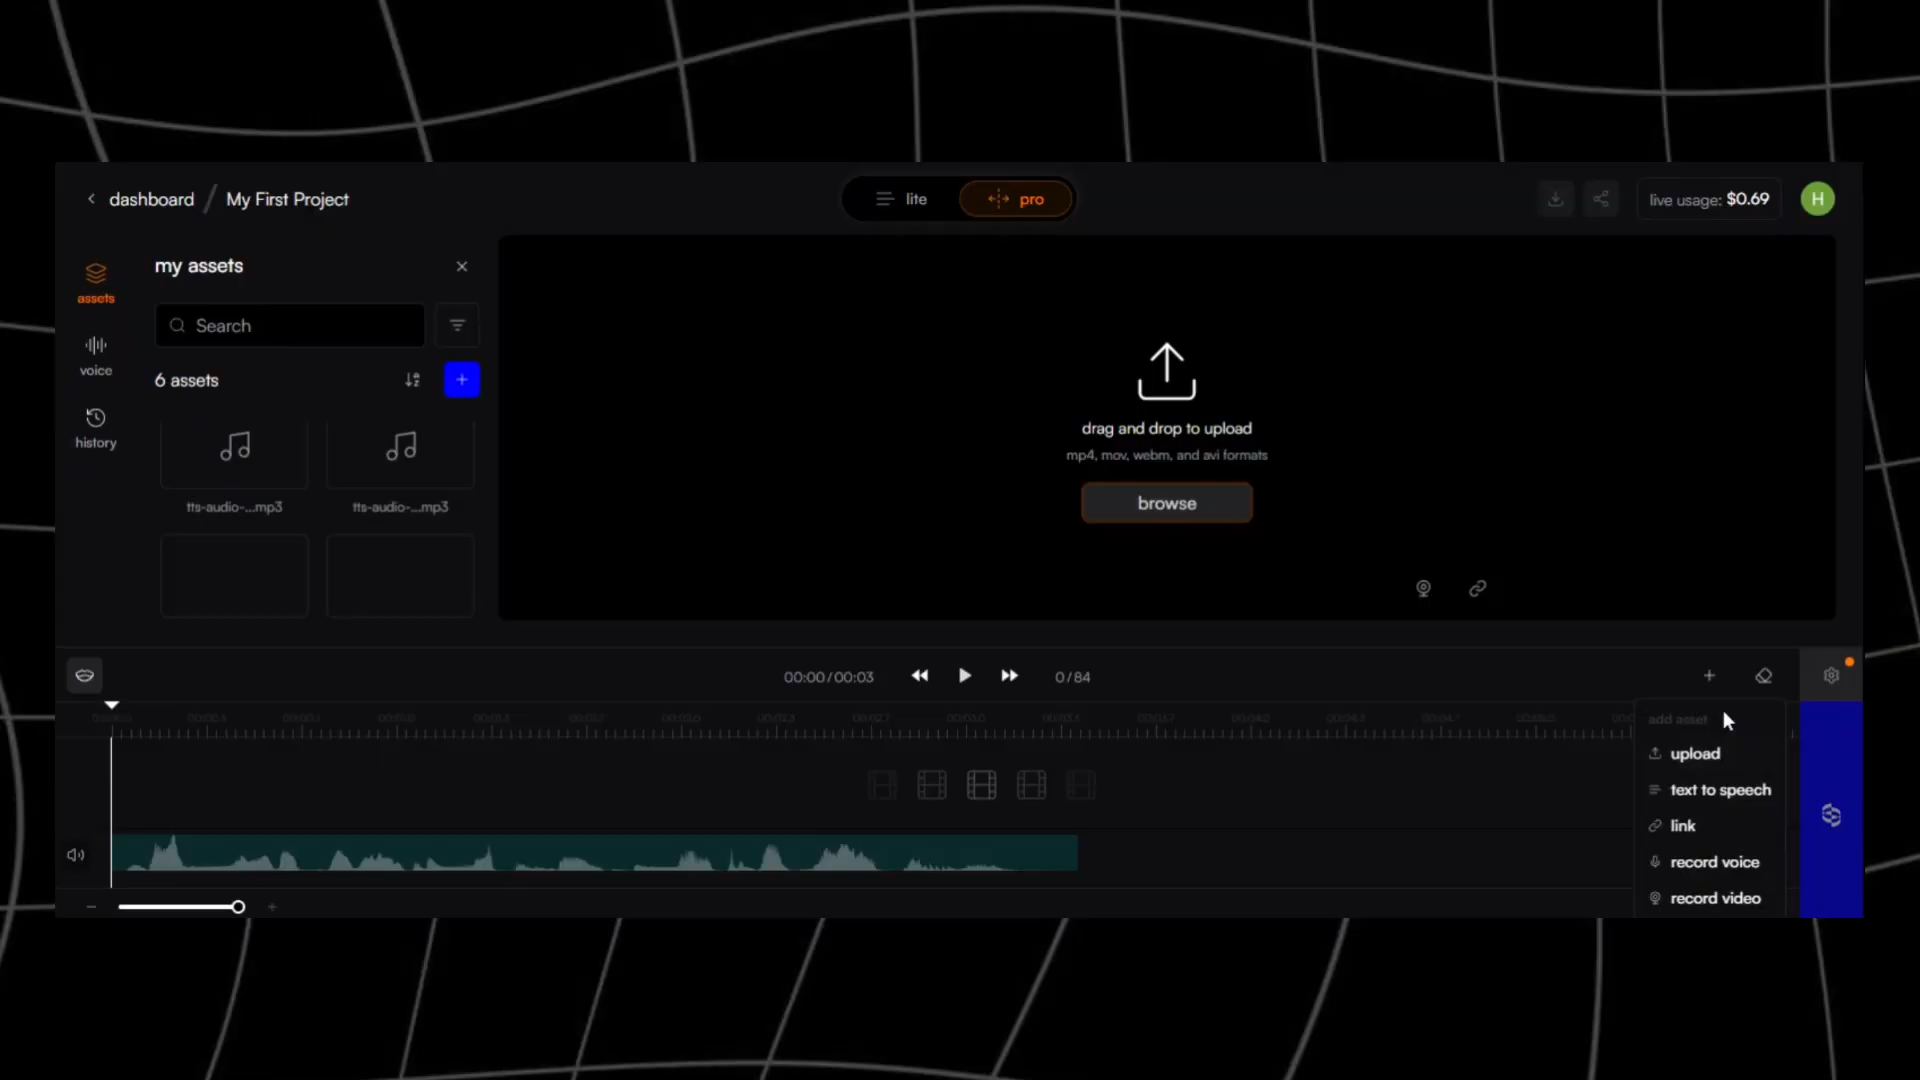 dashboard / My First Project
lite
pro
live usage: $0.69
H
assets
voice
history
my assets
Search
6 assets
tts-audio-...mp3
tts-audio-...mp3
drag and drop to upload
mp4, mov, webm, and avi formats
browse
00:00/00:03
0/84
add asset
upload
text to speech
link
record voice
record video